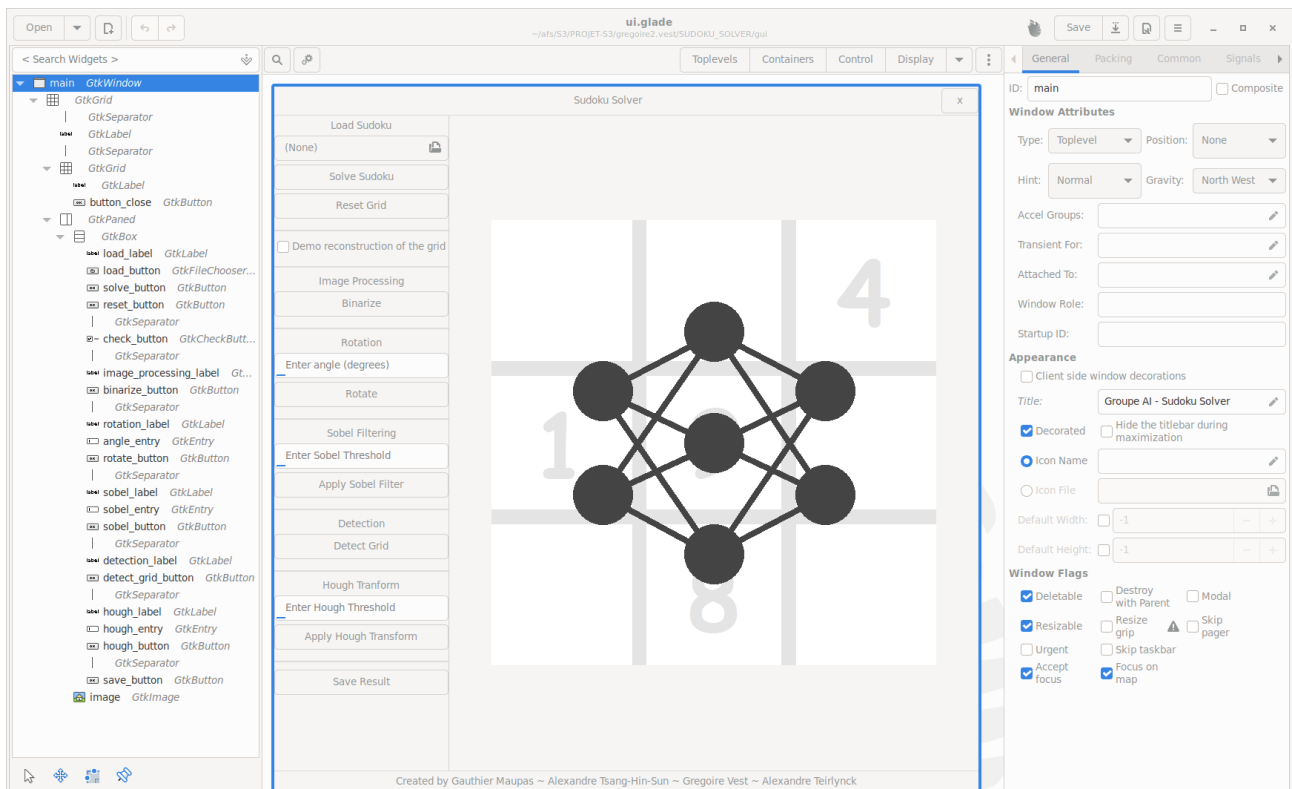 Open
ui.glade
~/afs/S3/PROJET-S3/gregoire2.vest/SUDOKU_SOLVER/gui
Save
< Search Widgets >
Toplevels Containers Control Display
General Packing Common Signals
main GtkWindow
GtkGrid
GtkSeparator
label GtkLabel
GtkSeparator
GtkGrid
label GtkLabel
button_close GtkButton
GtkPaned
GtkBox
label load_label GtkLabel
load_button GtkFileChooser...
solve_button GtkButton
reset_button GtkButton
GtkSeparator
check_button GtkCheckButt...
GtkSeparator
label image_processing_label Gt...
binarize_button GtkButton
GtkSeparator
label rotation_label GtkLabel
angle_entry GtkEntry
rotate_button GtkButton
GtkSeparator
label sobel_label GtkLabel
sobel_entry GtkEntry
sobel_button GtkButton
GtkSeparator
label detection_label GtkLabel
detect_grid_button GtkButton
GtkSeparator
label hough_label GtkLabel
hough_entry GtkEntry
hough_button GtkButton
GtkSeparator
save_button GtkButton
image GtkImage
Sudoku Solver
x
Load Sudoku
(None)
Solve Sudoku
Reset Grid
Demo reconstruction of the grid
Image Processing
Binarize
Rotation
Enter angle (degrees)
Rotate
Sobel Filtering
Enter Sobel Threshold
Apply Sobel Filter
Detection
Detect Grid
Hough Tranform
Enter Hough Threshold
Apply Hough Transform
Save Result
4
1
8
Created by Gauthier Maupas ~ Alexandre Tsang-Hin-Sun ~ Gregoire Vest ~ Alexandre Teirlynck
ID: main Composite
Window Attributes
Type: Toplevel Position: None
Hint: Normal Gravity: North West
Accel Groups:
Transient For:
Attached To:
Window Role:
Startup ID:
Appearance
Client side window decorations
Title: Groupe AI - Sudoku Solver
Decorated Hide the titlebar during
maximization
Icon Name
Icon File
Default Width: -1
Default Height: -1
Window Flags
Deletable Destroy
with Parent Modal
Resizable Resize
grip Skip
pager
Urgent Skip taskbar
Accept
focus Focus on
map